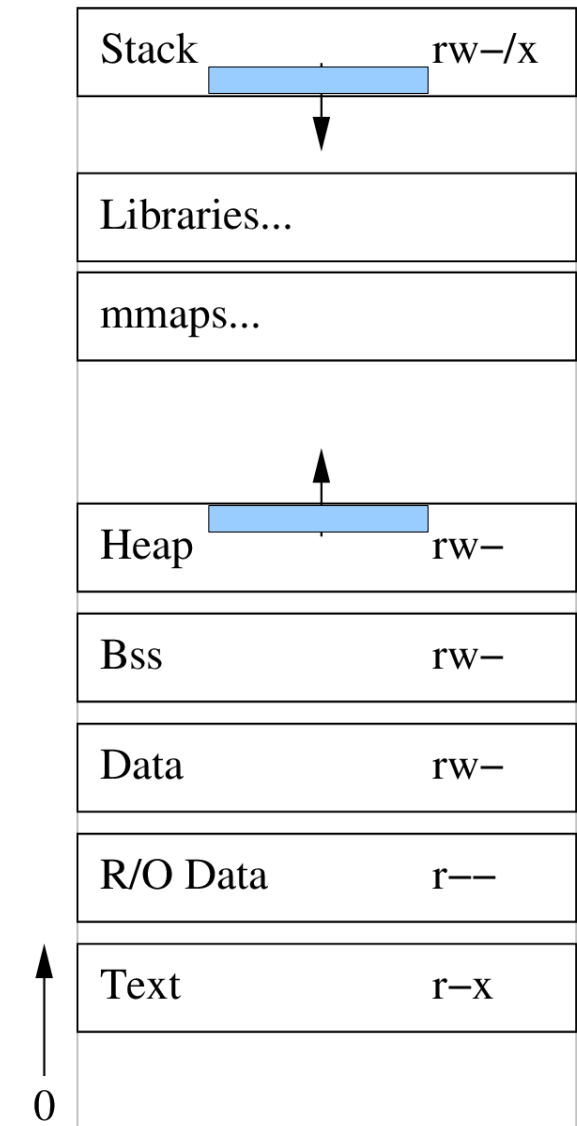 Stack rw−/x
Libraries...
mmaps...
Heap rw−
Bss rw−
Data rw−
R/O Data r−−
Text r−x
0